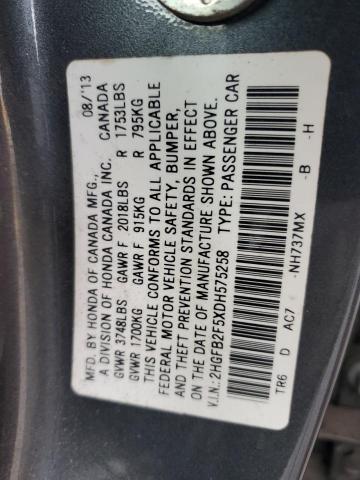 MFD. BY HONDA OF CANADA MFG., 08/'13
A DIVISION OF HONDA CANADA INC. CANADA
GVWR 3748LBS GAWR F 2018LBS R 1753LBS
GVWR 1700KG GAWR F 915KG R 795KG
THIS VEHICLE CONFORMS TO ALL APPLICABLE
FEDERAL MOTOR VEHICLE SAFETY, BUMPER,
AND THEFT PREVENTION STANDARDS IN EFFECT
ON THE DATE OF MANUFACTURE SHOWN ABOVE.
V.I.N.: 2HGFB2F5XDH575258 TYPE: PASSENGER CAR
TR6 D AC7 -NH737MX -B -H